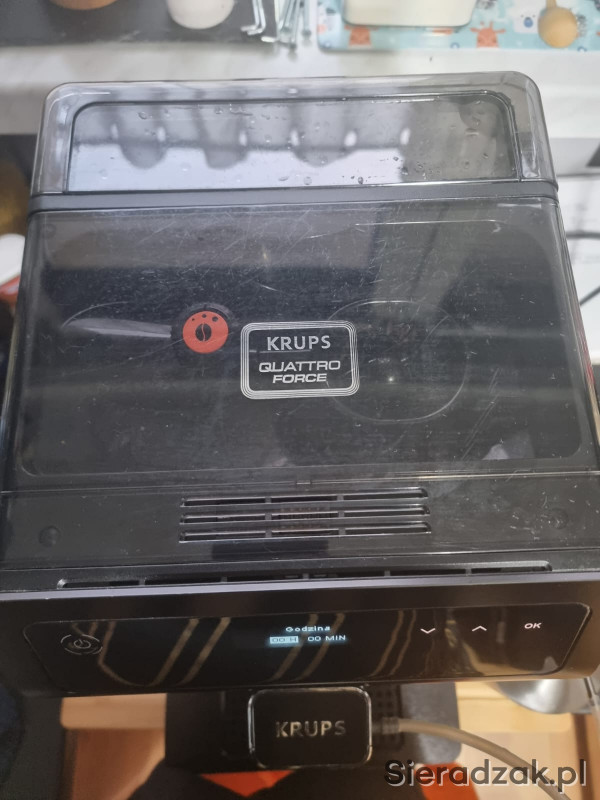 KRUPS
QUATTRO
FORCE
Godzina
00 H 00 MIN
OK
KRUPS
Sieradzak.pl